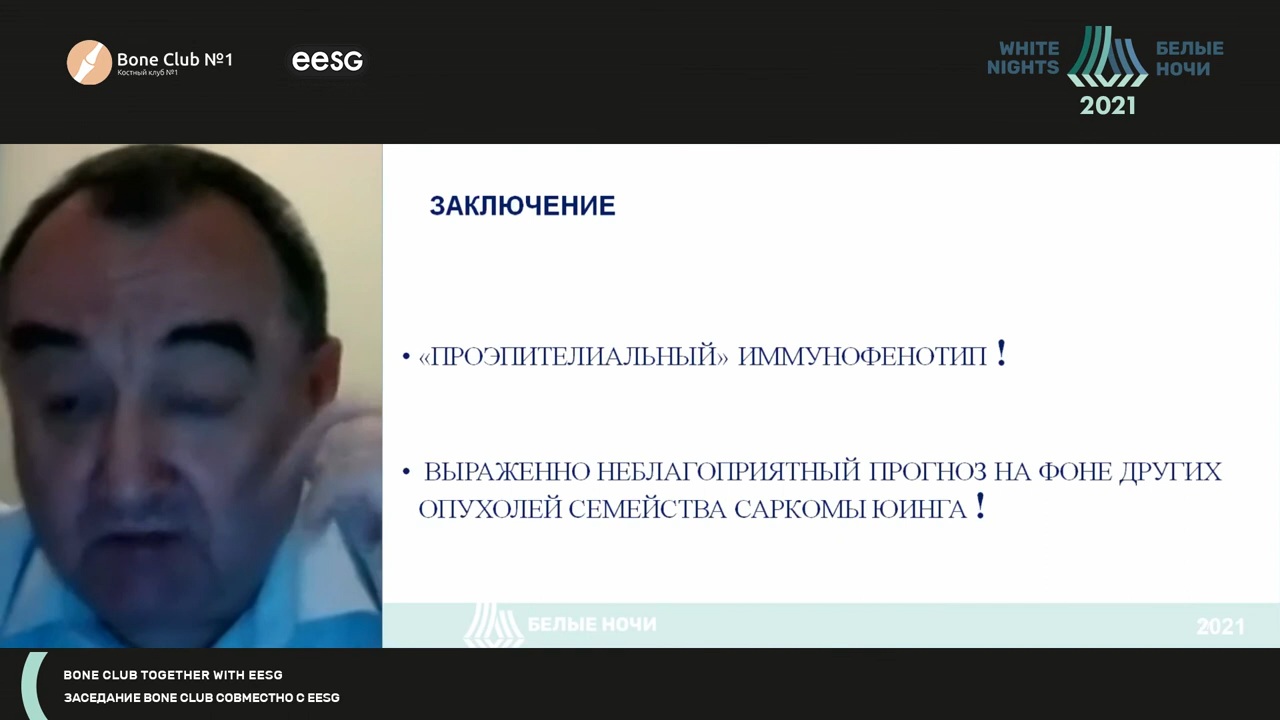 Bone Club №1
Костный клуб №1
eesg
WHITE NIGHTS
БЕЛЫЕ НОЧИ
2021
ЗАКЛЮЧЕНИЕ
• «ПРОЭПИТЕЛИАЛЬНЫЙ» ИММУНОФЕНОТИП !
• ВЫРАЖЕННО НЕБЛАГОПРИЯТНЫЙ ПРОГНОЗ НА ФОНЕ ДРУГИХ
ОПУХОЛЕЙ СЕМЕЙСТВА САРКОМЫ ЮИНГА !
БЕЛЫЕ НОЧИ
2021
BONE CLUB TOGETHER WITH EESG
ЗАСЕДАНИЕ BONE CLUB СОВМЕСТНО С EESG